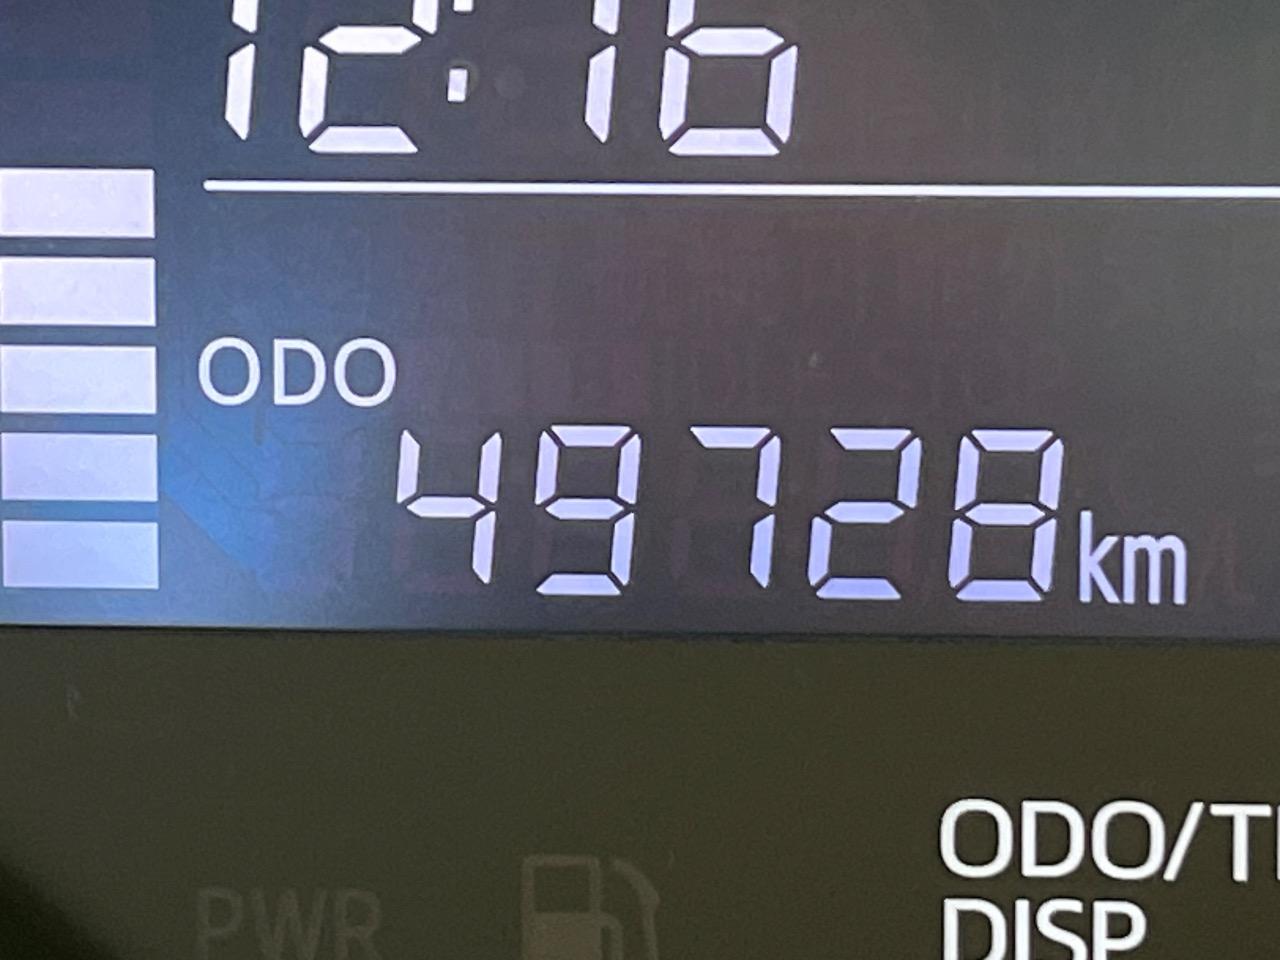 12:16
ODO
49728km
ODO/T
DISP
PWR